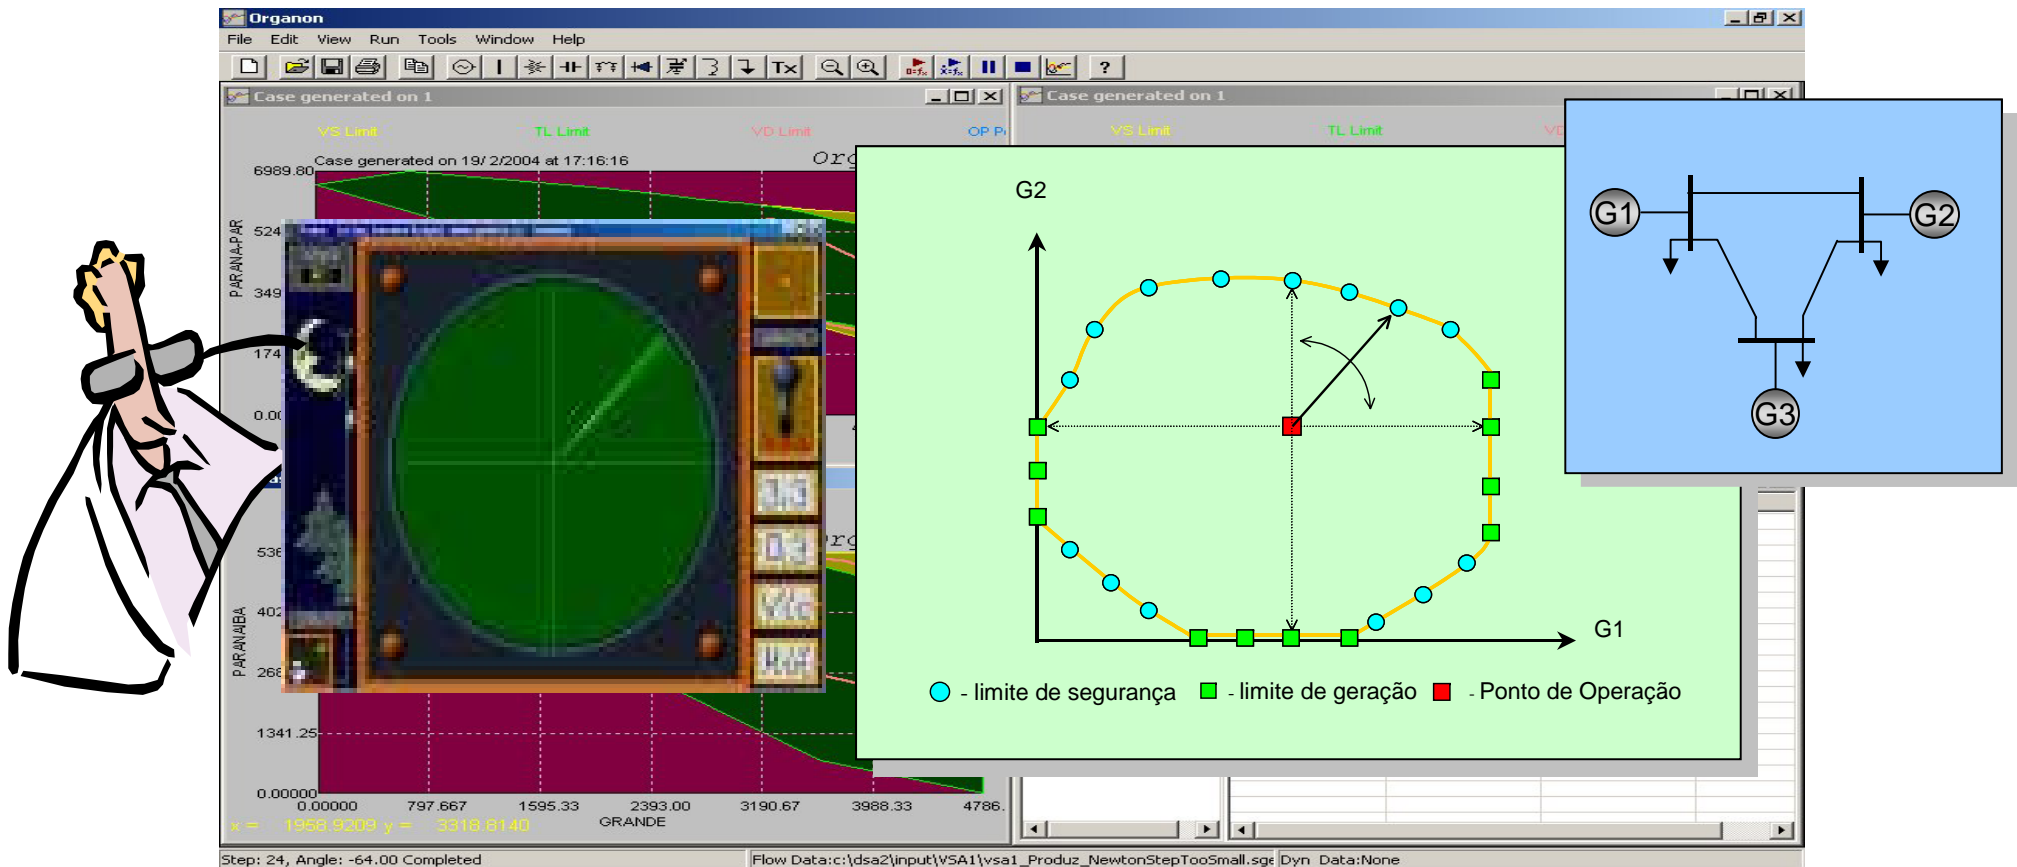 Organon
File Edit View Run Tools Window Help
Tx ?
Case generated on 1
Case generated on 1
VS Limit TL Limit VD Limit OP P
VS Limit TL Limit VD
Case generated on 19/ 2/2004 at 17:16:16
Org
6989.80
524
349
174
0.00
PARANA-PAR
G2
G1
- limite de segurança - limite de geração - Ponto de Operação
G1
G2
G3
536
402
268
1341.25
0.00000
PARANAIBA
0.00000 797.667 1595.33 2393.00 3190.67 3988.33 4786.
GRANDE
x = 1958.9209 y = 3318.8140
Step: 24, Angle: -64.00 Completed
Flow Data:c:\dsa2\input\VSA1\vsa1_Produz_NewtonStepTooSmall.sge
Dyn Data:None